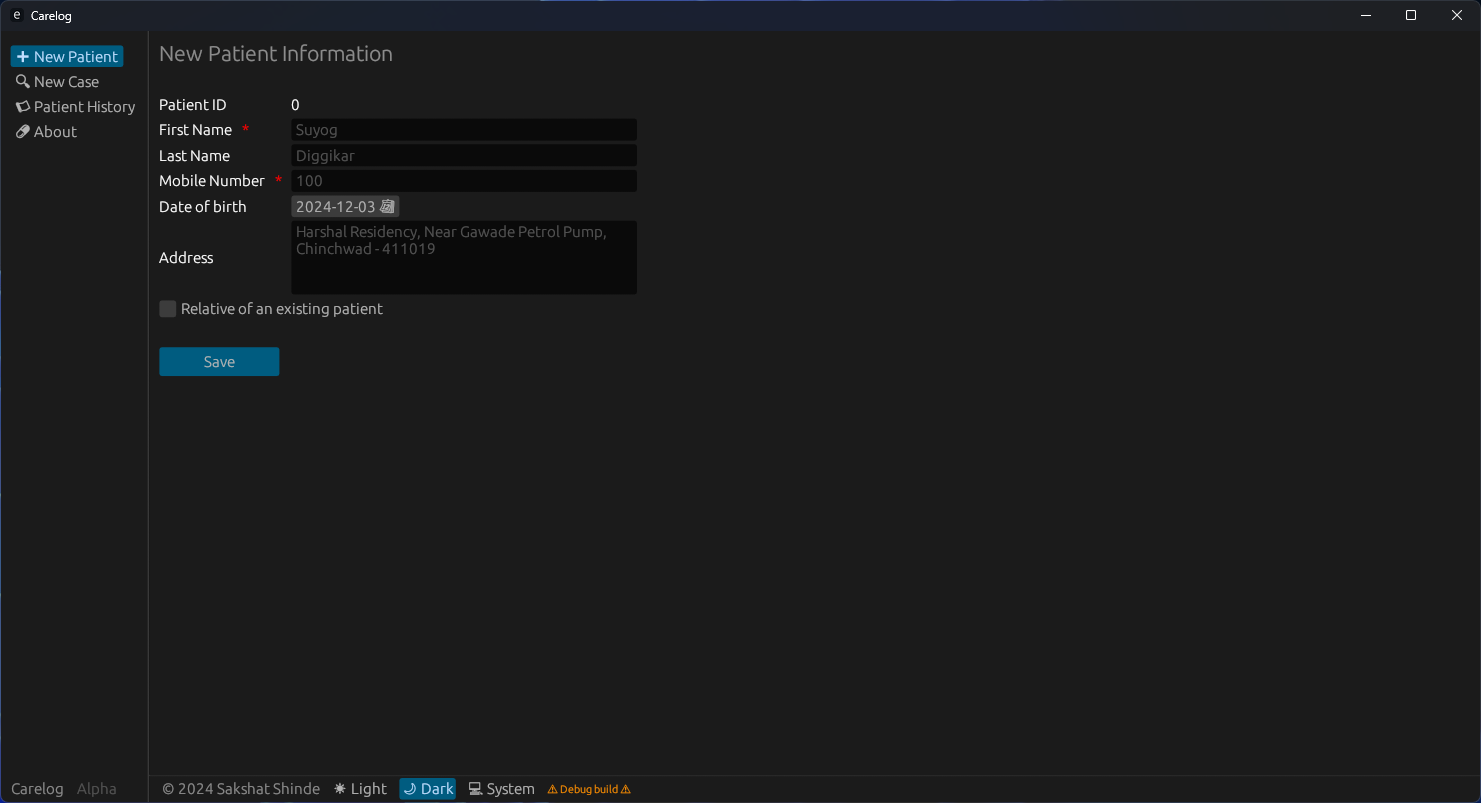 e Carelog
New Patient
New Case
Patient History
About
New Patient Information
Patient ID 0
First Name * Suyog
Last Name Diggikar
Mobile Number * 100
Date of birth 2024-12-03
Address Harshal Residency, Near Gawade Petrol Pump,
Chinchwad - 411019
Relative of an existing patient
Save
Carelog Alpha
© 2024 Sakshat Shinde Light Dark System ⚠ Debug build ⚠